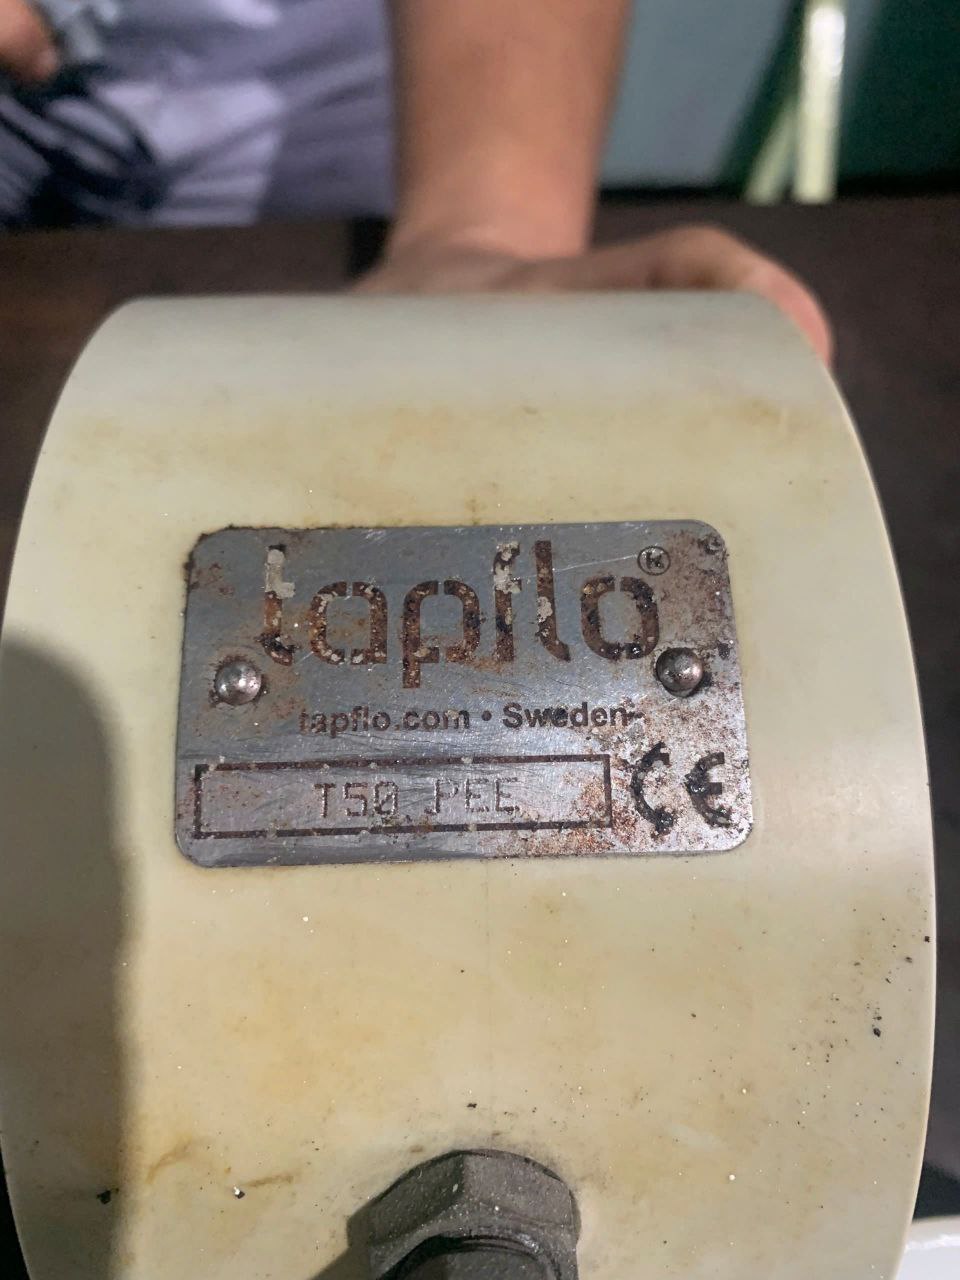 tapflo®
tapflo.com • Sweden
T50 PEE
CE